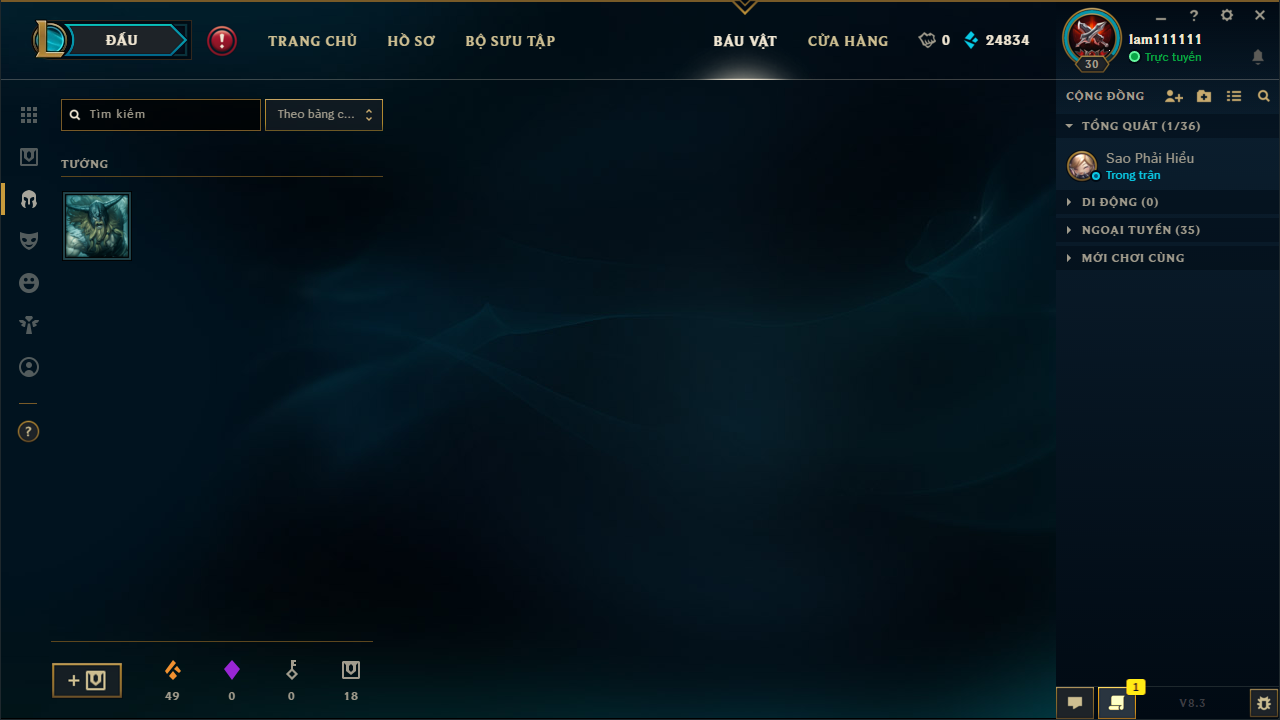 ĐẤU
TRANG CHỦ
HỒ SƠ
BỘ SƯU TẬP
BÁU VẬT
CỬA HÀNG
0
24834
30
lam111111
Trực tuyến
CỘNG ĐỒNG
TỔNG QUÁT (1/36)
Sao Phải Hiểu
Trong trận
DI ĐỘNG (0)
NGOẠI TUYẾN (35)
MỚI CHƠI CÙNG
Tìm kiếm
Theo bảng c...
TƯỚNG
?
49
0
0
18
1
V8.3